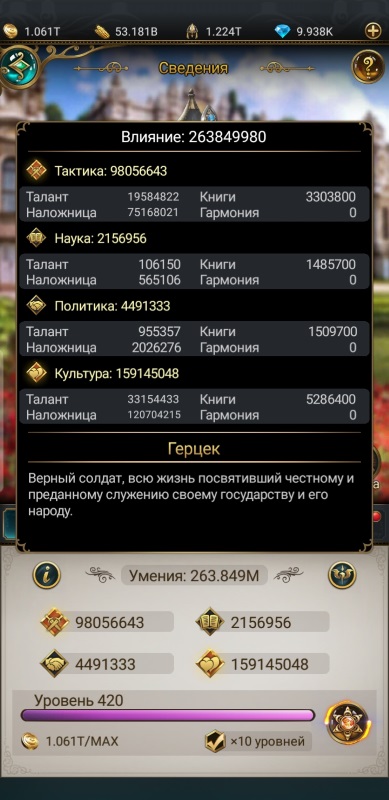 1.061T 53.181B 1.224T 9.938K
Сведения
Влияние: 263849980
Тактика: 98056643
Талант 19584822 Книги 3303800
Наложница 75168021 Гармония 0
Наука: 2156956
Талант 106150 Книги 1485700
Наложница 565106 Гармония 0
Политика: 4491333
Талант 955357 Книги 1509700
Наложница 2026276 Гармония 0
Культура: 159145048
Талант 33154433 Книги 5286400
Наложница 120704215 Гармония 0
Герцек
Верный солдат, всю жизнь посвятивший честному и
преданному служению своему государству и его
народу.
Умения: 263.849M
98056643 2156956
4491333 159145048
Уровень 420
1.061T/MAX ×10 уровней